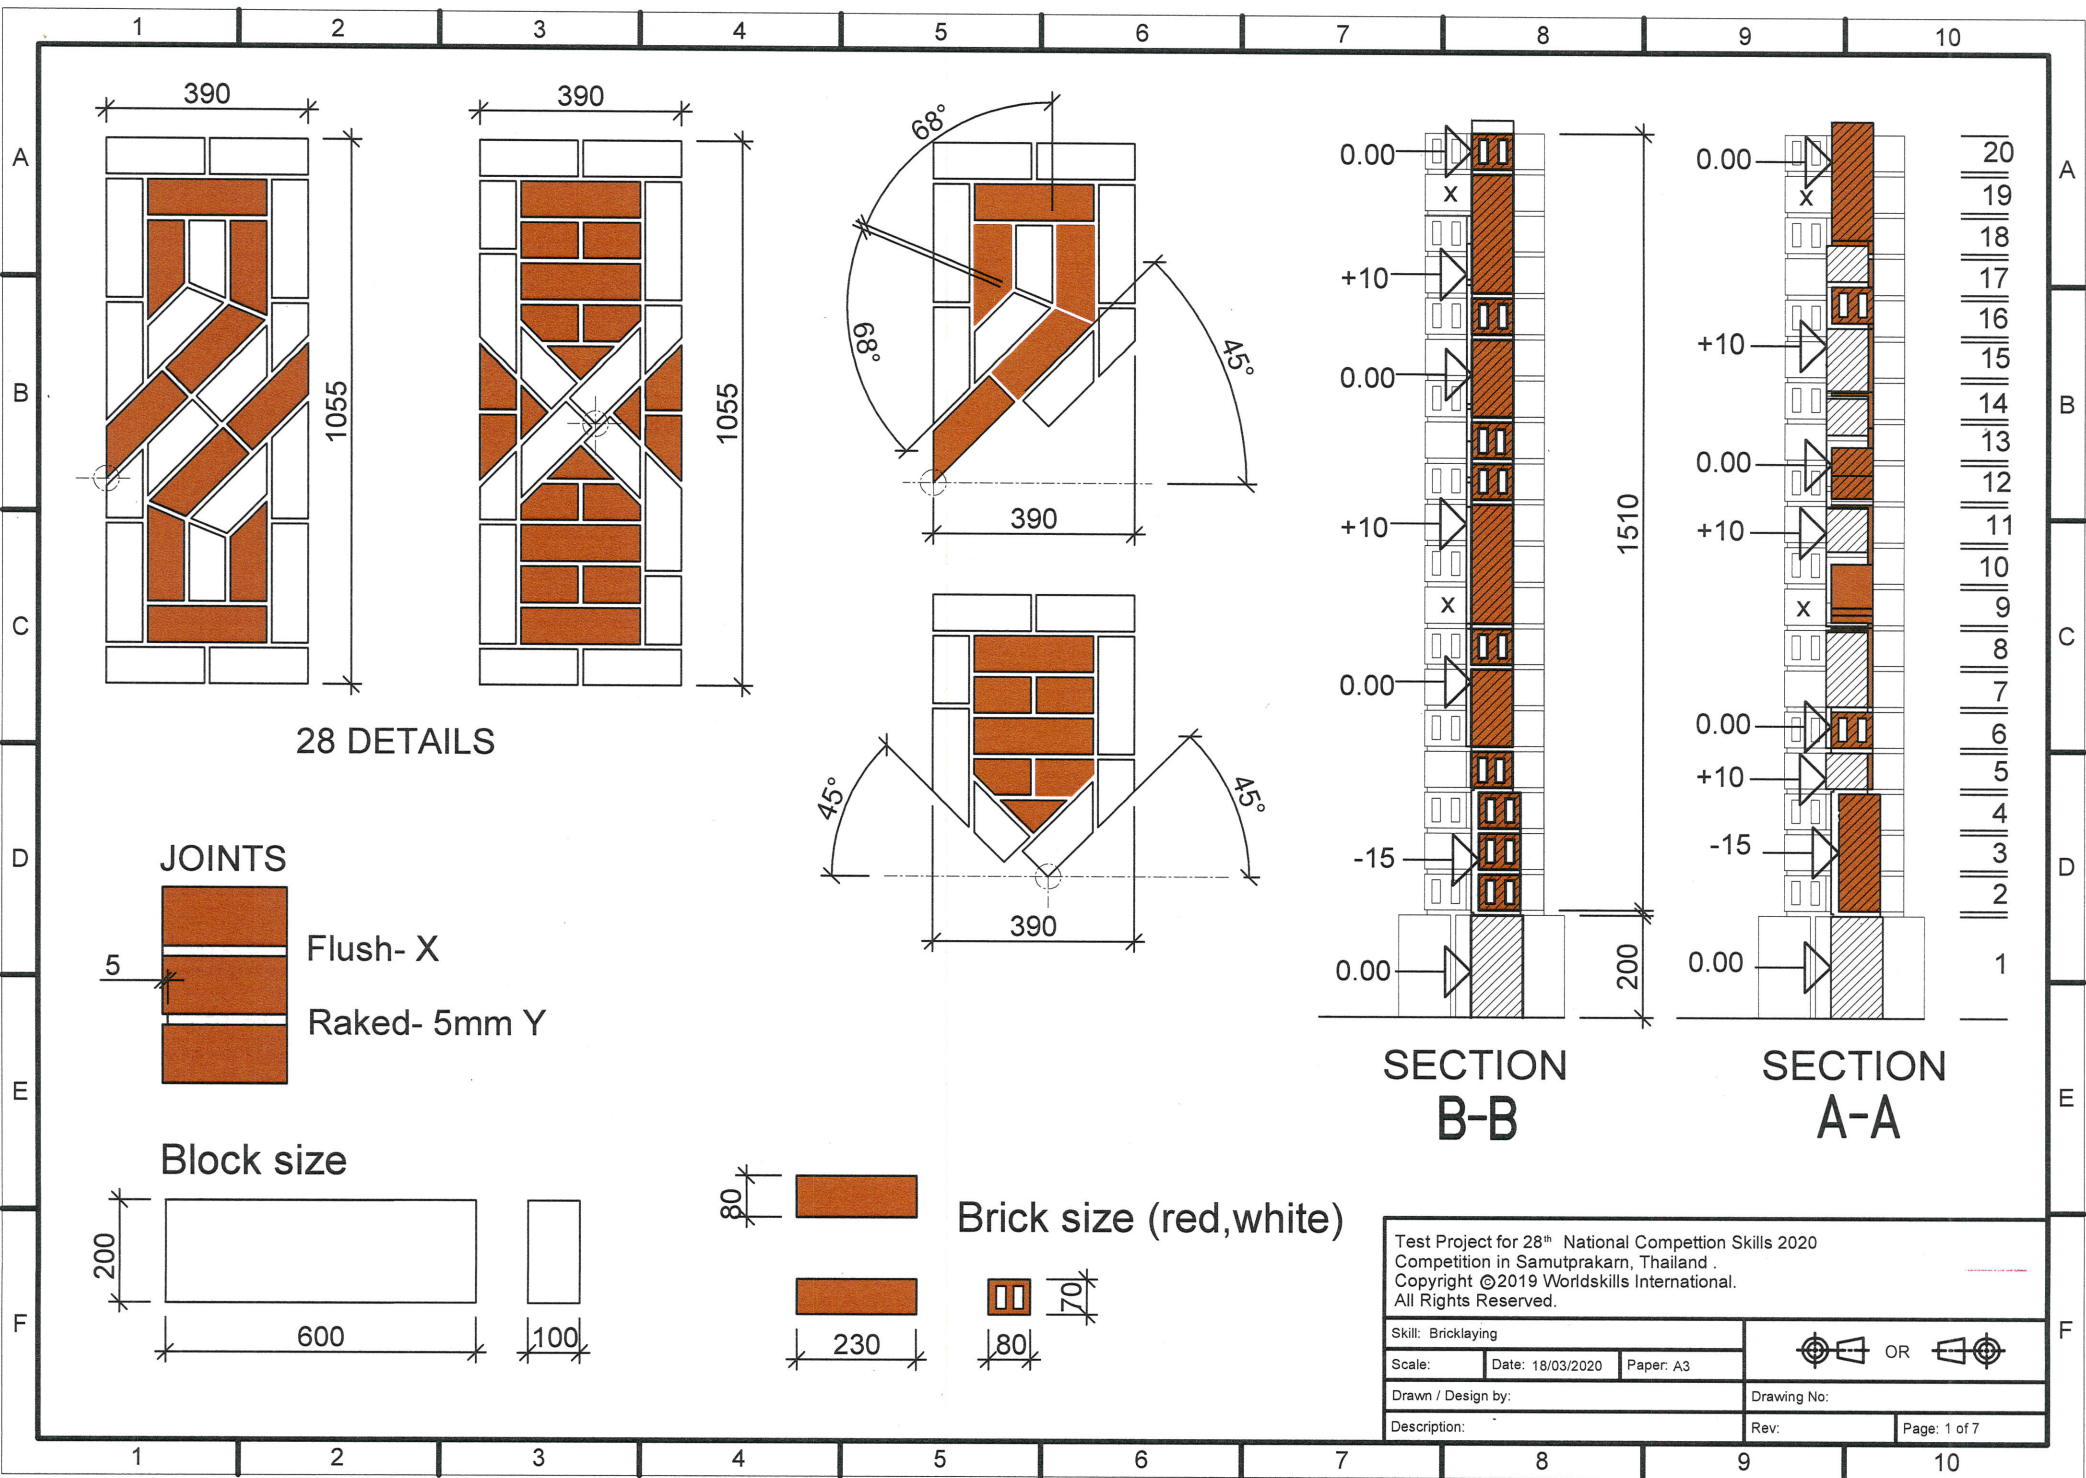 1 2 3 4 5 6 7 8 9 10
A
B
C
D
E
F
390
1055
390
1055
28 DETAILS
68°
68°
45°
390
45°
45°
390
0.00
x
+10
0.00
+10
x
0.00
-15
0.00
1510
200
SECTION
B-B
0.00
x
+10
0.00
+10
x
0.00
+10
-15
0.00
20
19
18
17
16
15
14
13
12
11
10
9
8
7
6
5
4
3
2
1
SECTION
A-A
JOINTS
5
Flush- X
Raked- 5mm Y
Block size
200
600
100
80
Brick size (red,white)
230
80
70
Test Project for 28th National Compettion Skills 2020
Competition in Samutprakarn, Thailand .
Copyright ©2019 Worldskills International.
All Rights Reserved.
Skill: Bricklaying
OR
Scale:
Date: 18/03/2020
Paper: A3
Drawn / Design by:
Drawing No:
Description:
Rev:
Page: 1 of 7
A
B
C
D
E
F
1 2 3 4 5 6 7 8 9 10